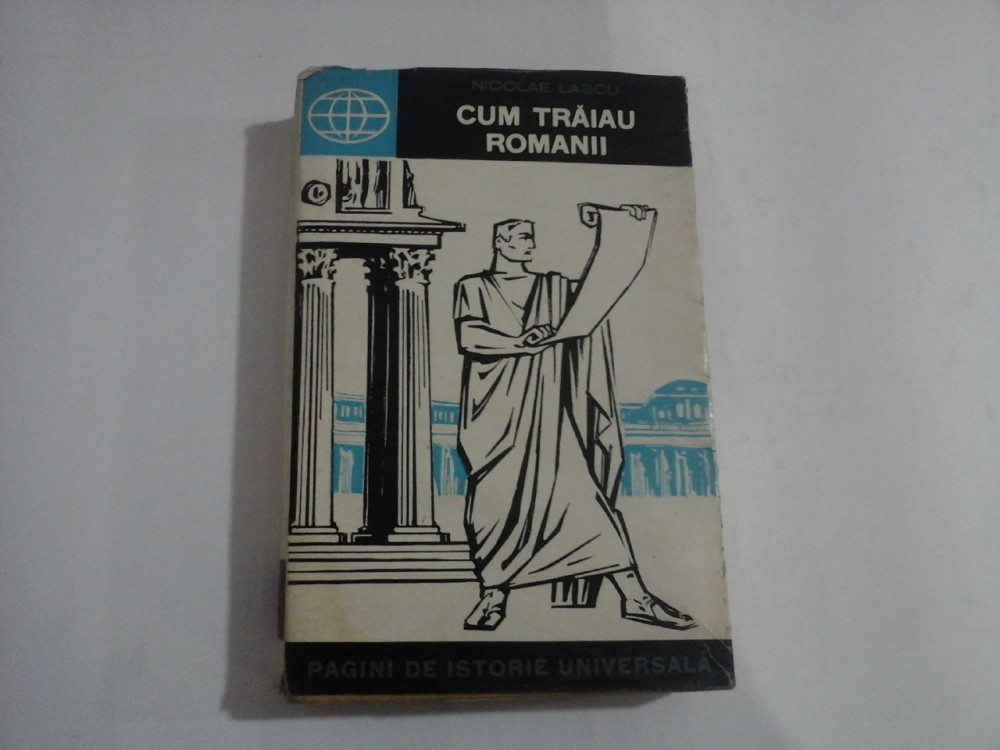 NICOLAE LASCU
CUM TRĂIAU
ROMANII
PAGINI DE ISTORIE UNIVERSALĂ